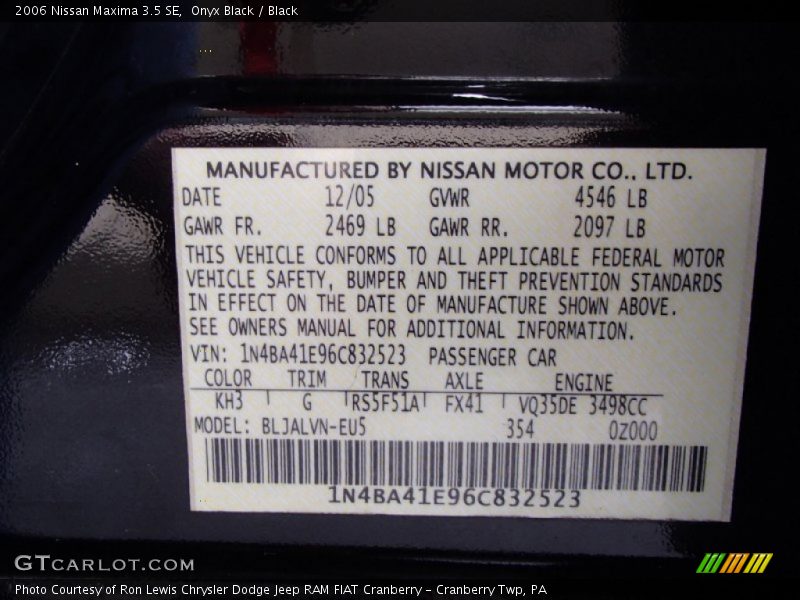 2006 Nissan Maxima 3.5 SE,  Onyx Black / Black
MANUFACTURED BY NISSAN MOTOR CO., LTD.
DATE 12/05 GVWR 4546 LB
GAWR FR. 2469 LB GAWR RR. 2097 LB
THIS VEHICLE CONFORMS TO ALL APPLICABLE FEDERAL MOTOR
VEHICLE SAFETY, BUMPER AND THEFT PREVENTION STANDARDS
IN EFFECT ON THE DATE OF MANUFACTURE SHOWN ABOVE.
SEE OWNERS MANUAL FOR ADDITIONAL INFORMATION.
VIN: 1N4BA41E96C832523 PASSENGER CAR
COLOR TRIM TRANS AXLE ENGINE
KH3 G RS5F51A FX41 VQ35DE 3498CC
MODEL: BLJALVN-EU5 354 0Z000
1N4BA41E96C832523
GTCARLOT.COM
Photo Courtesy of Ron Lewis Chrysler Dodge Jeep RAM FIAT Cranberry – Cranberry Twp, PA